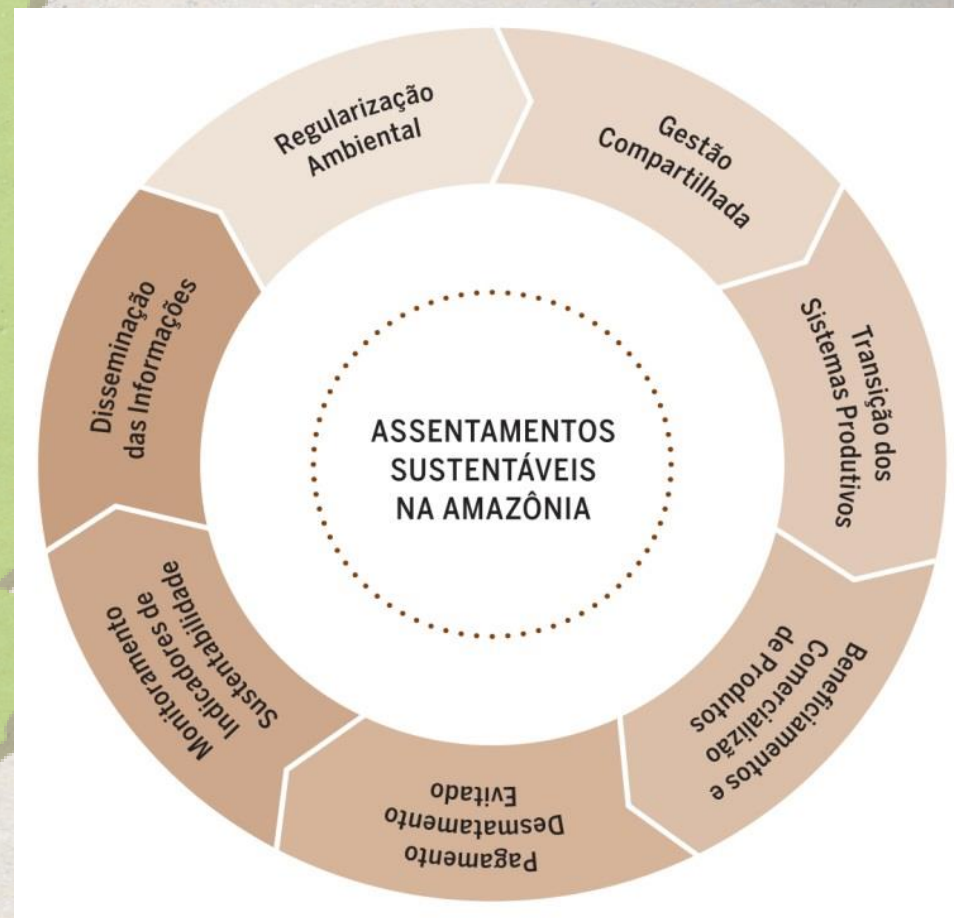 Regularização
Ambiental
Gestão
Compartilhada
Transição dos
Sistemas Produtivos
Beneficiamentos e
Comercializão
de Produtos
Pagamento
Desmatamento
Evitado
Monitoramento
Indicadores de
Sustentabilidade
Disseminação
das Informações
ASSENTAMENTOS
SUSTENTÁVEIS
NA AMAZÔNIA